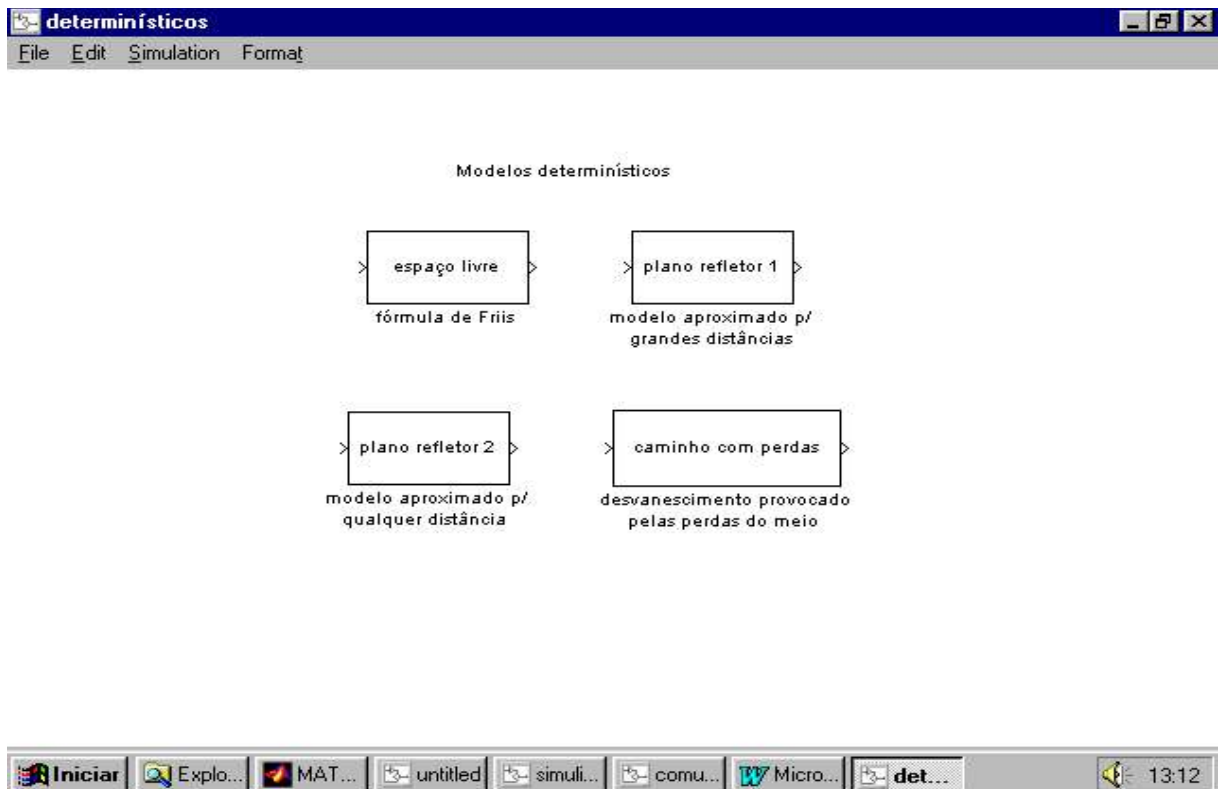 determinísticos
File Edit Simulation Format
Modelos determinísticos
espaço livre
fórmula de Friis
plano refletor 1
modelo aproximado p/
grandes distâncias
plano refletor 2
modelo aproximado p/
qualquer distância
caminho com perdas
desvanescimento provocado
pelas perdas do meio
Iniciar Explo... MAT... untitled simuli... comu... Micro... det... 13:12